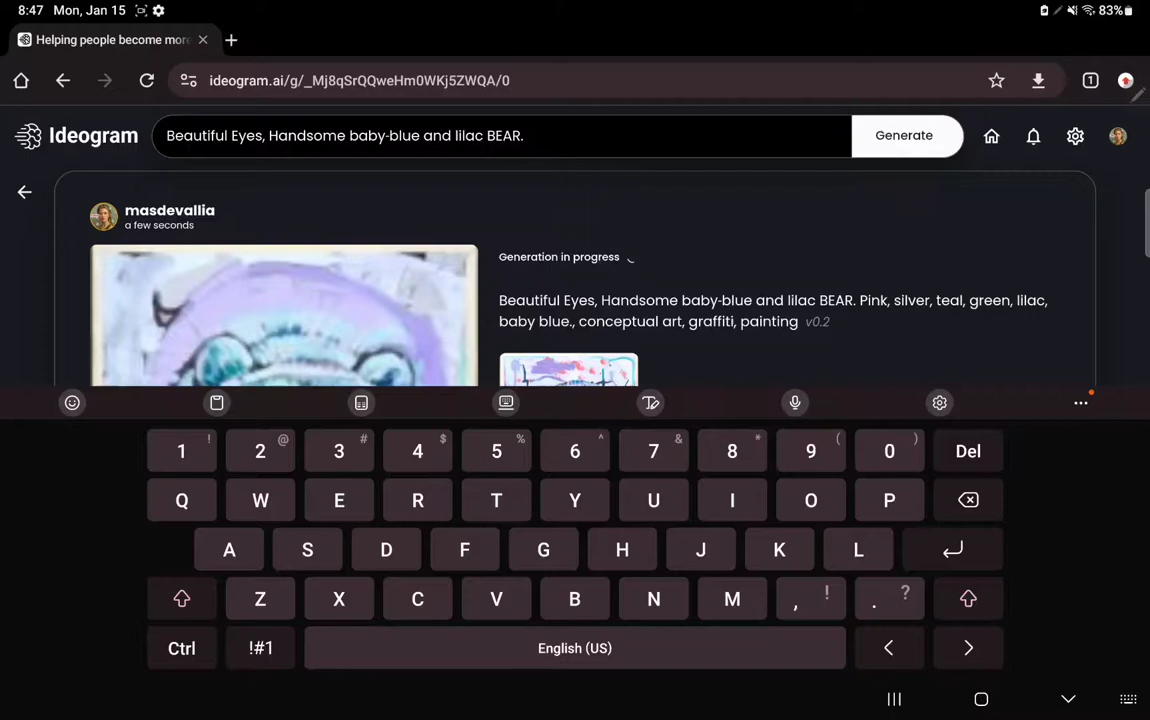 8:47 Mon, Jan 15 83%
Helping people become more
ideogram.ai/g/_Mj8qSrQQweHm0WKj5ZWQA/0 1
Ideogram Beautiful Eyes, Handsome baby-blue and lilac BEAR. Generate
masdevallia
a few seconds
Generation in progress
Beautiful Eyes, Handsome baby-blue and lilac BEAR. Pink, silver, teal, green, lilac,
baby blue., conceptual art, graffiti, painting v0.2
! @ # $ % ^ & * ( )
1 2 3 4 5 6 7 8 9 0 Del
Q W E R T Y U I O P
A S D F G H J K L
Z X C V B N M , ! . ?
Ctrl !#1 English (US) < >